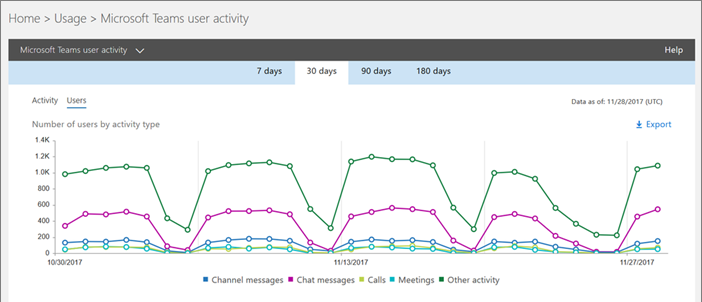 Home > Usage > Microsoft Teams user activity
Microsoft Teams user activity Help
7 days 30 days 90 days 180 days
Activity Users Data as of: 11/28/2017 (UTC)
Number of users by activity type Export
1.4K
1.2K
1.0K
800
600
400
200
0
10/30/2017 11/13/2017 11/27/2017
Channel messages Chat messages Calls Meetings Other activity